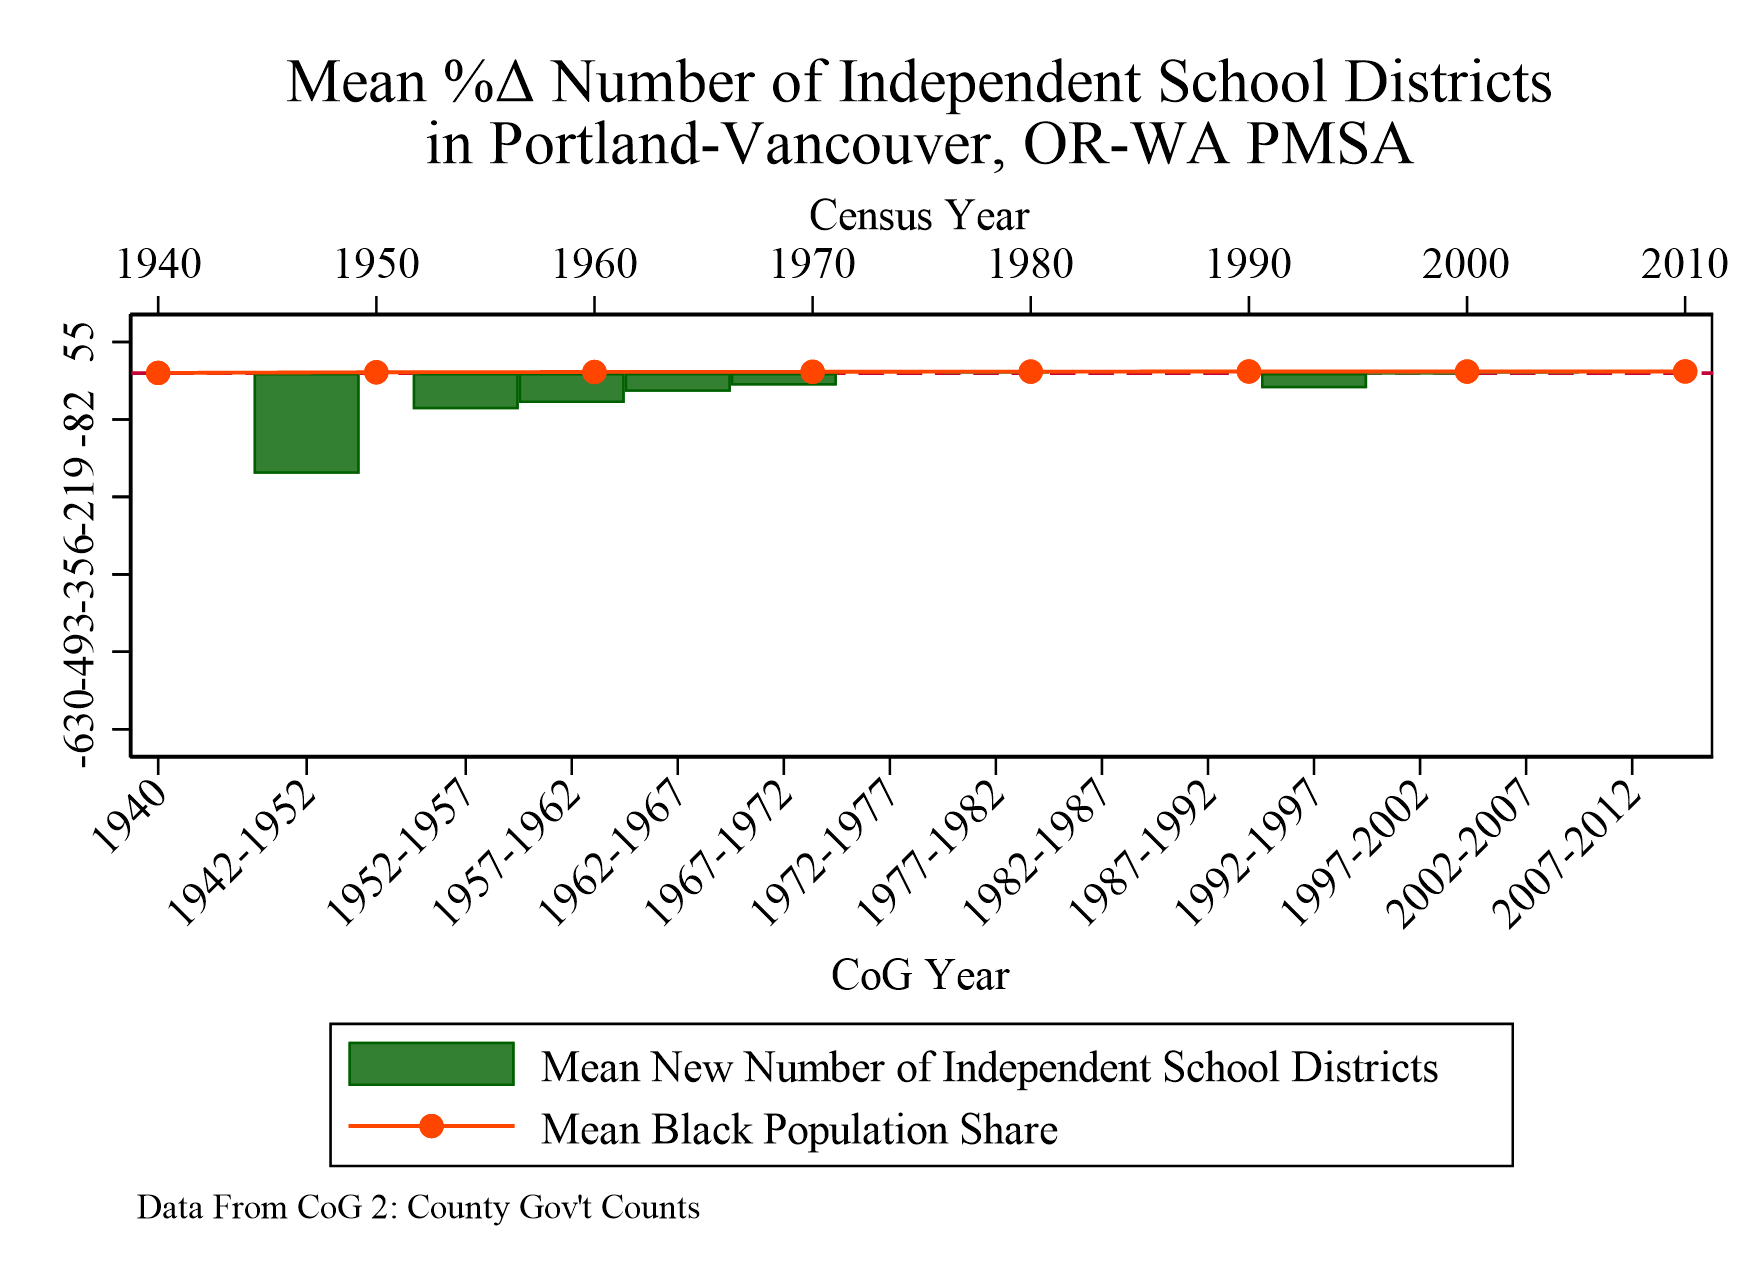 Mean %Δ Number of Independent School Districts
in Portland-Vancouver, OR-WA PMSA
Census Year
1940 1950 1960 1970 1980 1990 2000 2010
55
-82
-219
-356
-493
-630
1940 1942-1952 1952-1957 1957-1962 1962-1967 1967-1972 1972-1977 1977-1982 1982-1987 1987-1992 1992-1997 1997-2002 2002-2007 2007-2012
CoG Year
Mean New Number of Independent School Districts
Mean Black Population Share
Data From CoG 2: County Gov't Counts